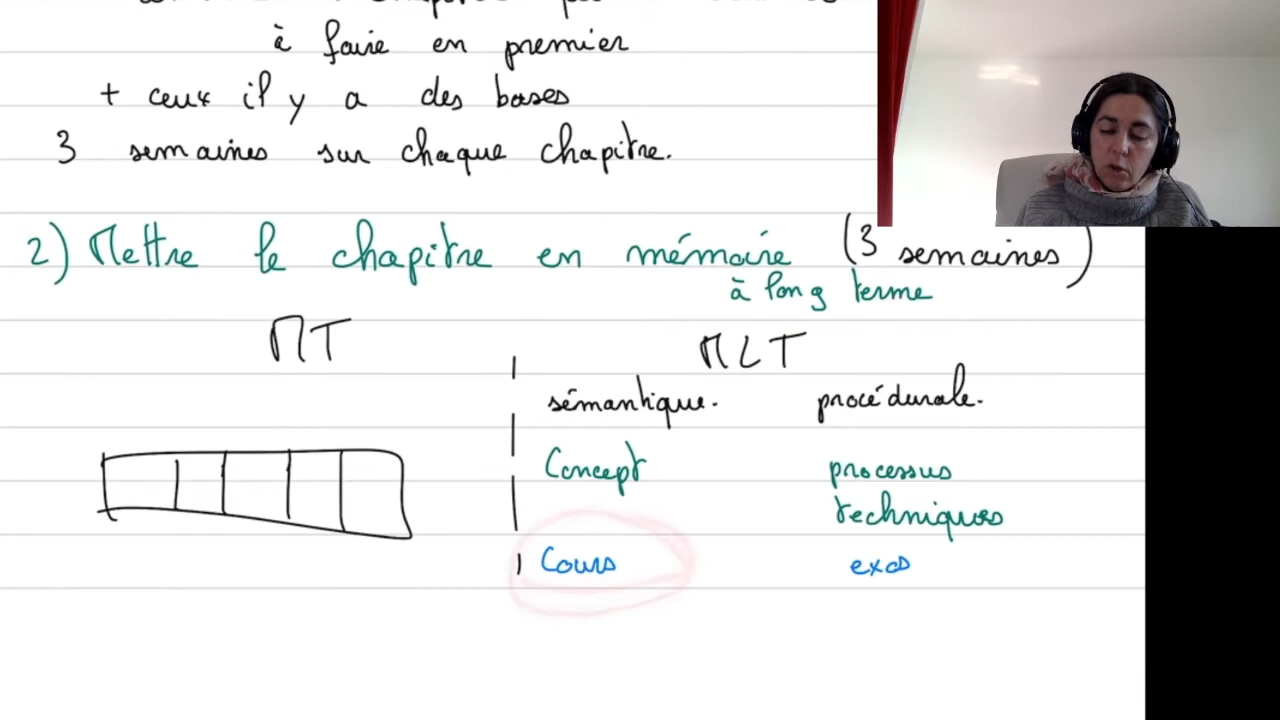 à faire en premier
+ ceux il y a des bases
3 semaines sur chaque chapitre.
2) Mettre le chapitre en mémoire (3 semaines)
à long terme
MT
MLT
sémantique. procédurale.
Concept processus
techniques
Cours exos